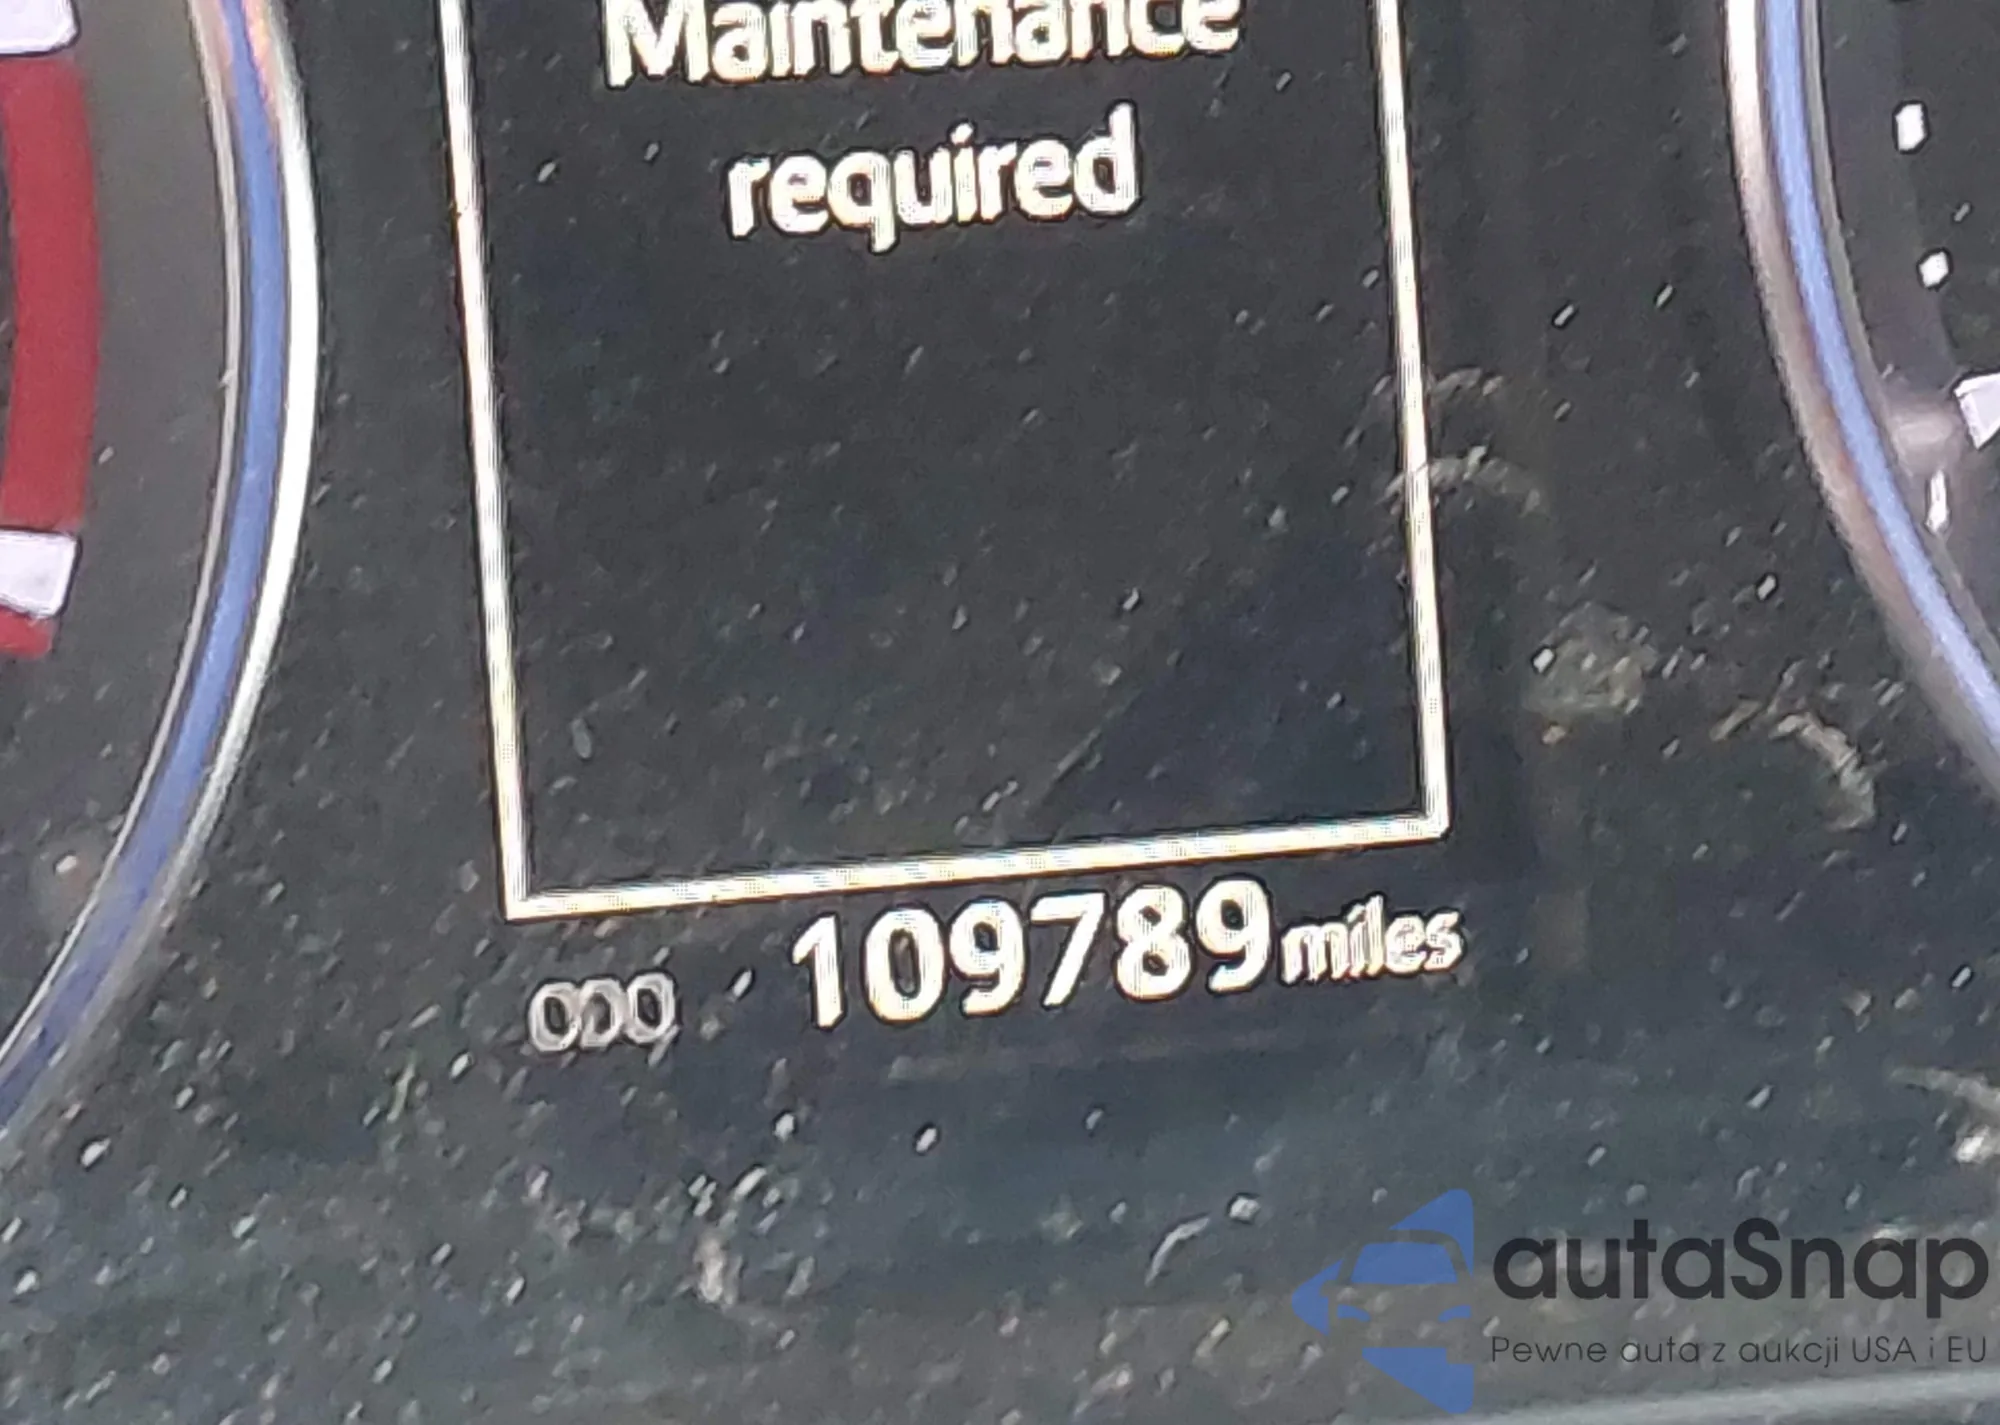 Maintenance
required
ODO 109789 miles
autaSnap
Pewne auta z aukcji USA i EU